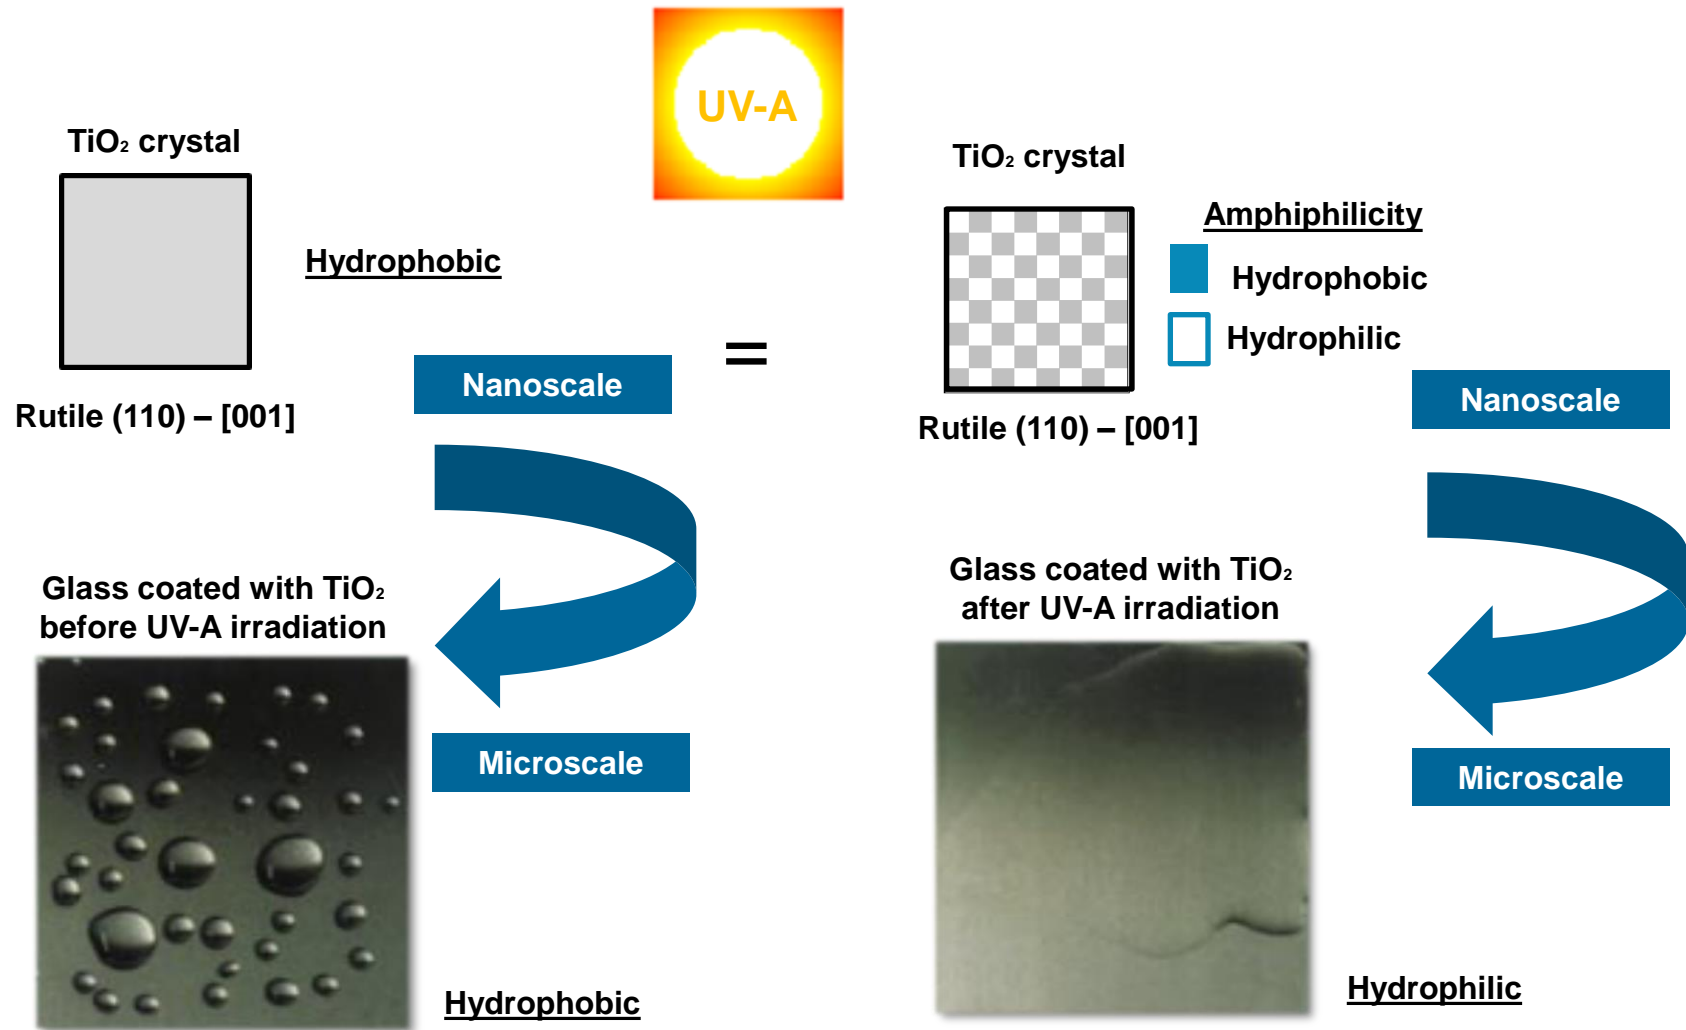 UV-A
TiO₂ crystal
Hydrophobic
Rutile (110) – [001]
Nanoscale
Glass coated with TiO₂
before UV-A irradiation
Microscale
Hydrophobic
=
TiO₂ crystal
Amphiphilicity
Hydrophobic
Hydrophilic
Rutile (110) – [001]
Nanoscale
Glass coated with TiO₂
after UV-A irradiation
Microscale
Hydrophilic